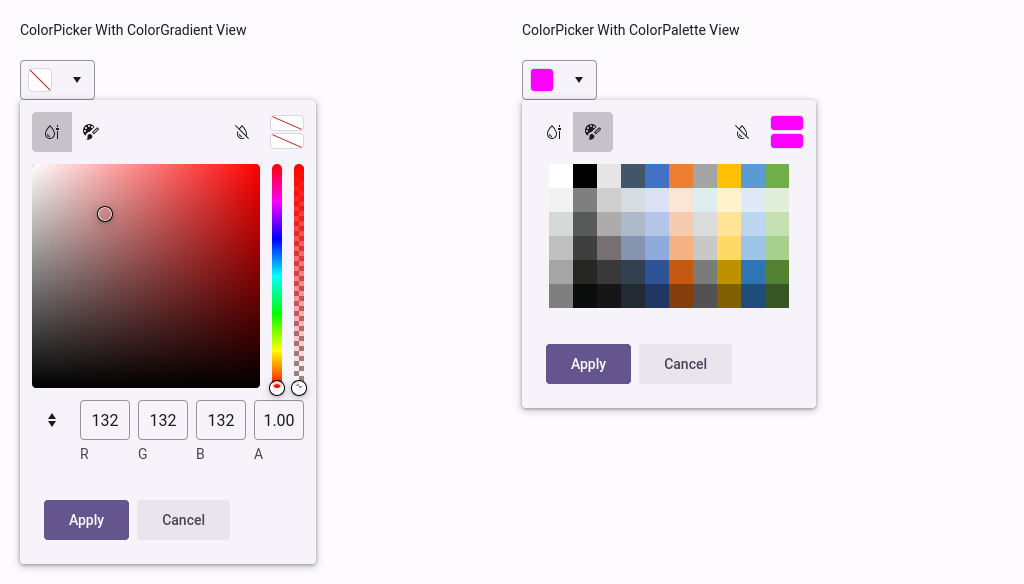 ColorPicker With ColorGradient View
132 132 132 1.00
R G B A
Apply Cancel
ColorPicker With ColorPalette View
Apply Cancel